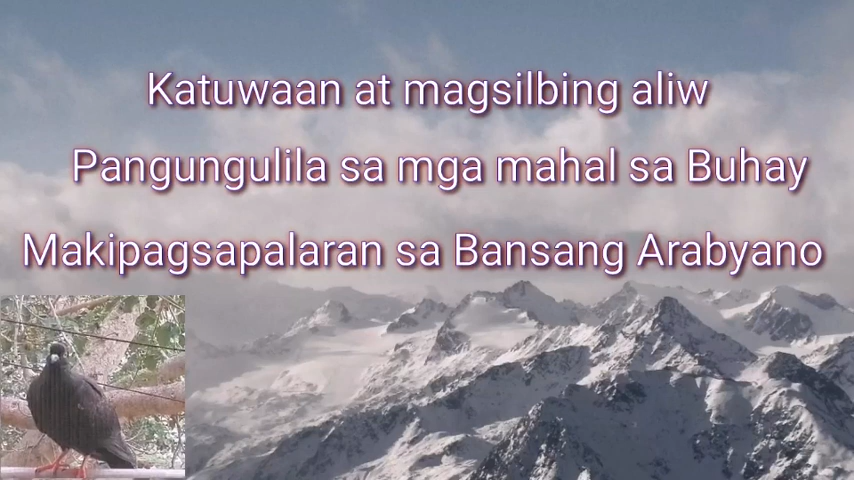 Katuwaan at magsilbing aliw
Pangungulila sa mga mahal sa Buhay
Makipagsapalaran sa Bansang Arabyano